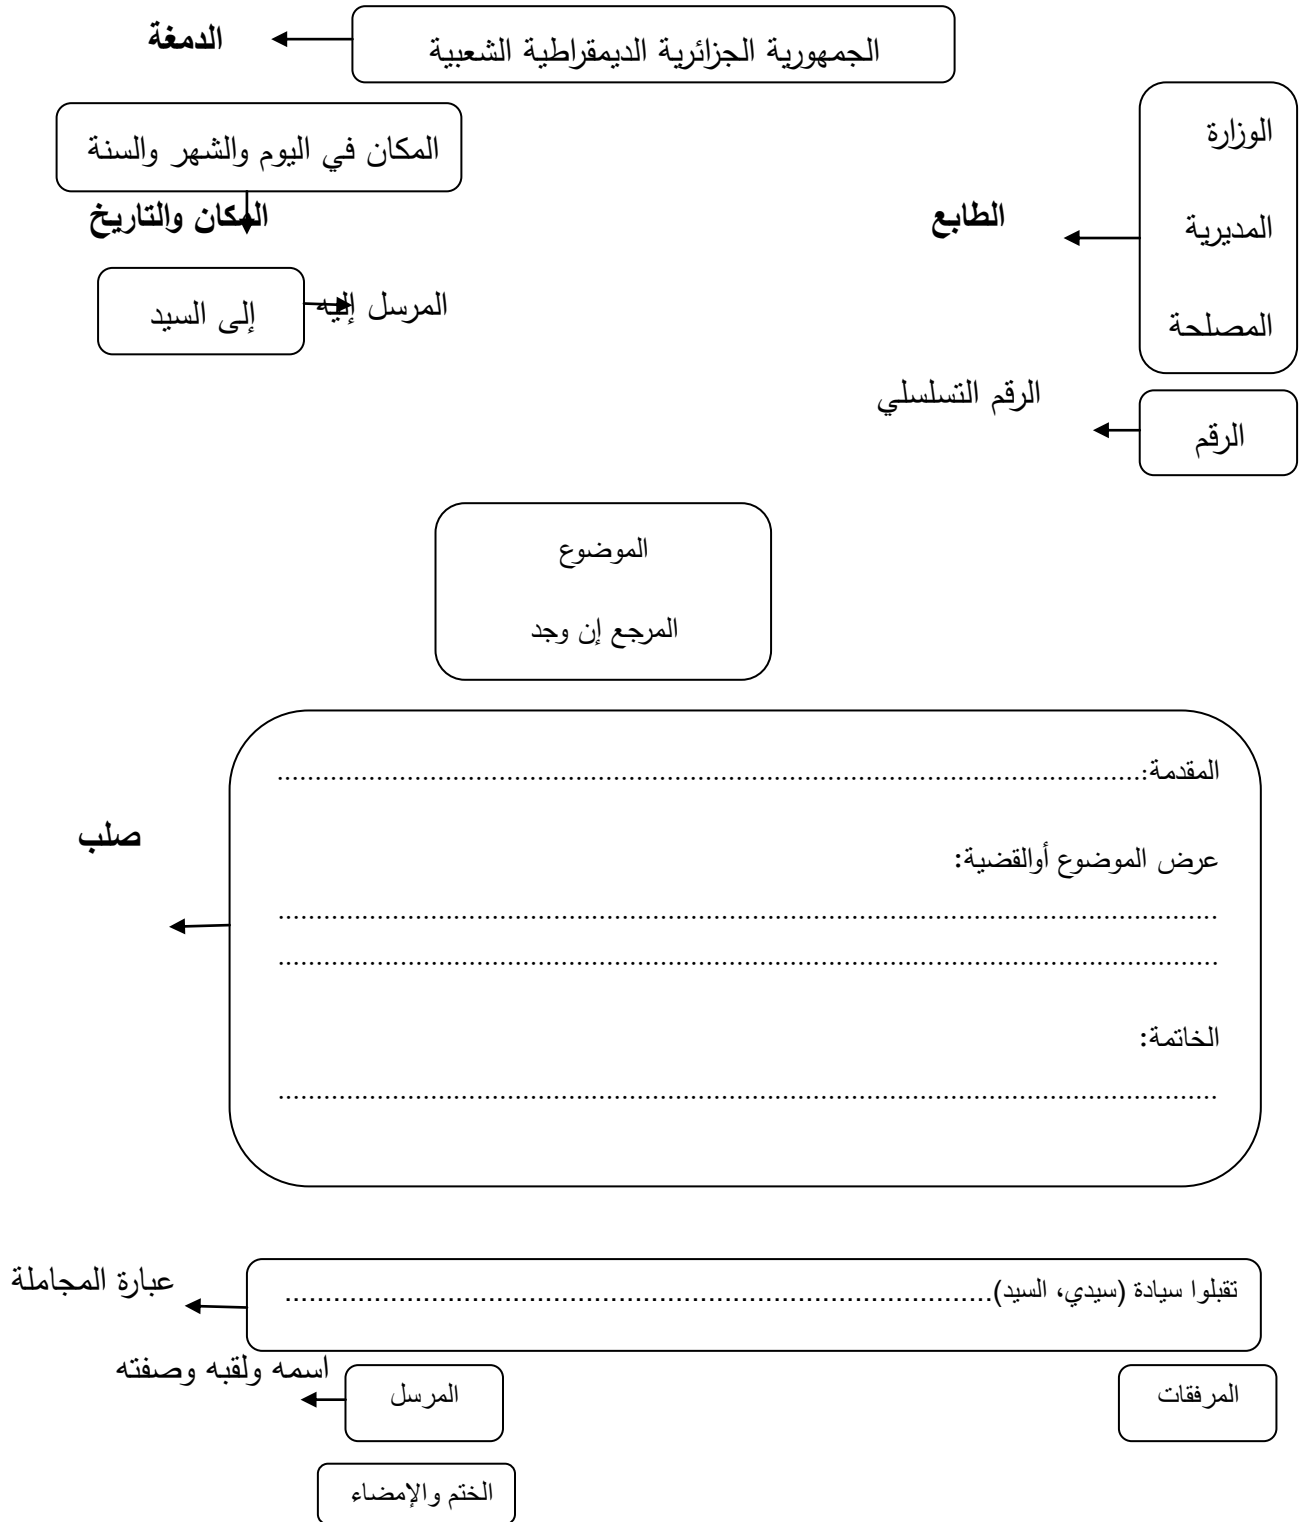 الجمهورية الجزائرية الديمقراطية الشعبية
الدمغة
الوزارة
المديرية
المصلحة
الطابع
المكان في اليوم والشهر والسنة
المكان والتاريخ
إلى السيد
المرسل إليه
الرقم
الرقم التسلسلي
الموضوع
المرجع إن وجد
المقدمة:..................................................................................................................
عرض الموضوع أوالقضية:
............................................................................................................................
............................................................................................................................
الخاتمة:
............................................................................................................................
صلب
تقبلوا سيادة (سيدي، السيد)........................................................................................
عبارة المجاملة
المرفقات
المرسل
اسمه ولقبه وصفته
الختم والإمضاء